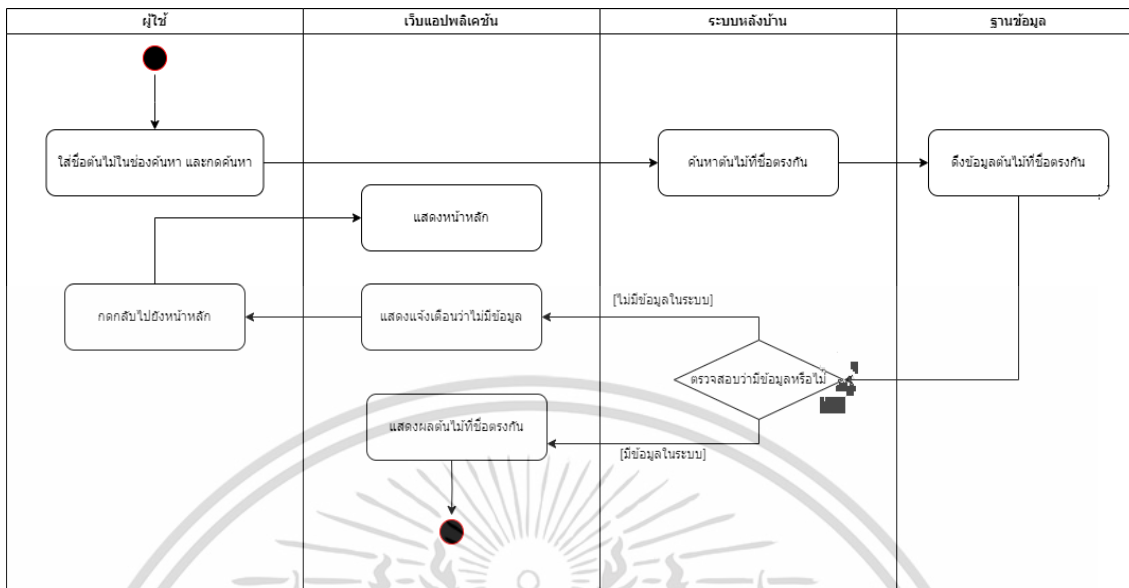 ผู้ใช้
เว็บแอปพลิเคชัน
ระบบหลังบ้าน
ฐานข้อมูล
ใส่ชื่อต้นไม้ในช่องค้นหา และกดค้นหา
ค้นหาต้นไม้ที่ชื่อตรงกัน
ดึงข้อมูลต้นไม้ที่ชื่อตรงกัน
แสดงหน้าหลัก
[ไม่มีข้อมูลในระบบ]
กดกลับไปยังหน้าหลัก
แสดงแจ้งเตือนว่าไม่มีข้อมูล
ตรวจสอบว่ามีข้อมูลหรือไม่
แสดงผลต้นไม้ที่ชื่อตรงกัน
[มีข้อมูลในระบบ]